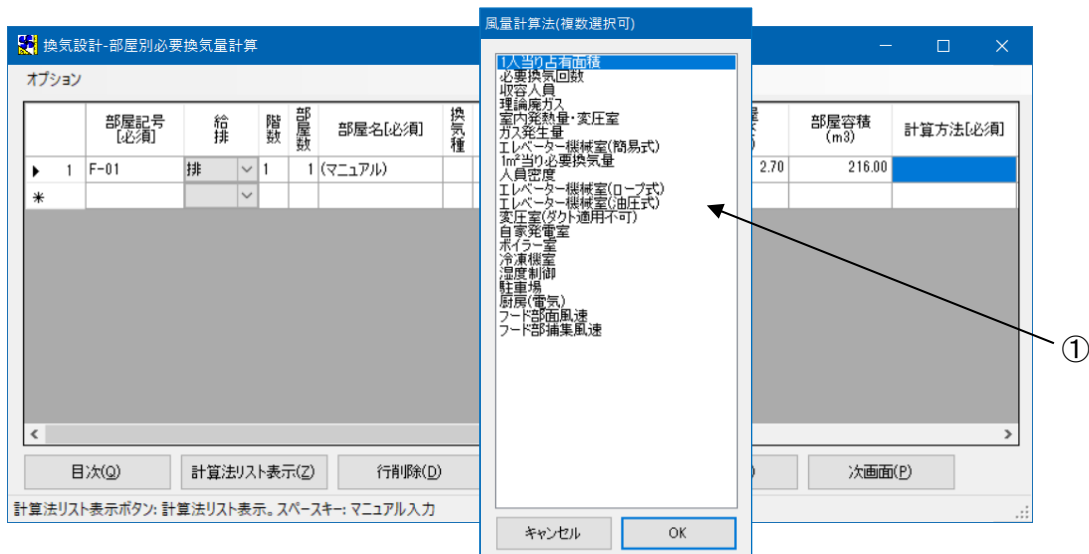 風量計算法(複数選択可)
換気設計-部屋別必要換気量計算
オプション
部屋記号
[必須]
給
排
階
数
部
屋
数
部屋名[必須]
換
気
種
部屋容積
(m3)
計算方法[必須]
1 F-01 排 1 1 (マニュアル) 2.70 216.00
*
1人当り占有面積
必要換気回数
収容人員
理論廃ガス
室内発熱量・変圧室
ガス発生量
エレベーター機械室(簡易式)
1m²当り必要換気量
人員密度
エレベーター機械室(ロープ式)
エレベーター機械室(油圧式)
変圧室(ダクト適用不可)
自家発電室
ボイラー室
冷凍機室
湿度制御
駐車場
厨房(電気)
フード部面風速
フード部捕集風速
①
目次(Q) 計算法リスト表示(Z) 行削除(D) 次画面(P)
計算法リスト表示ボタン: 計算法リスト表示。スペースキー: マニュアル入力
キャンセル OK